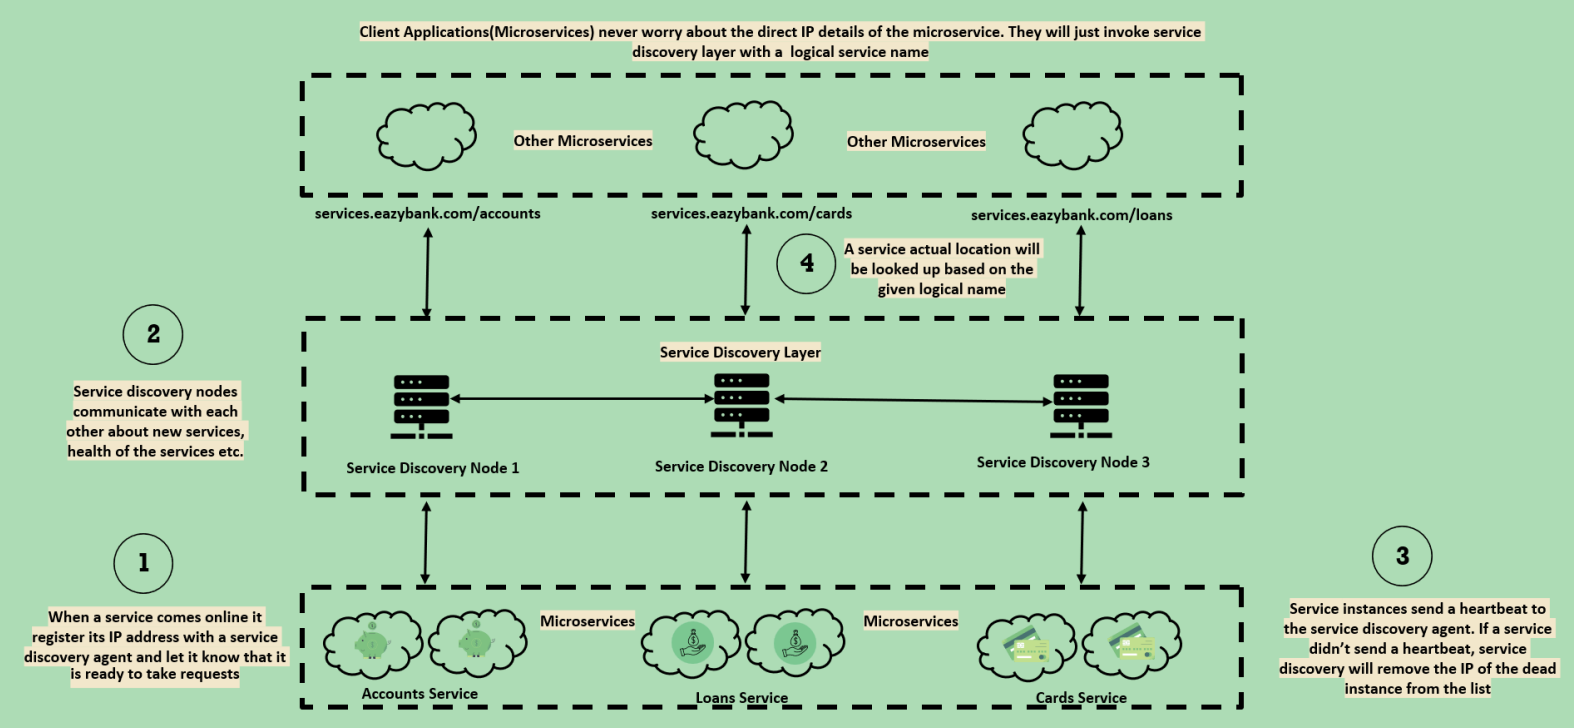 Client Applications(Microservices) never worry about the direct IP details of the microservice. They will just invoke service
discovery layer with a logical service name
Other Microservices
Other Microservices
services.eazybank.com/accounts
services.eazybank.com/cards
services.eazybank.com/loans
4
A service actual location will
be looked up based on the
given logical name
2
Service discovery nodes
communicate with each
other about new services,
health of the services etc.
Service Discovery Layer
Service Discovery Node 1
Service Discovery Node 2
Service Discovery Node 3
1
When a service comes online it
register its IP address with a service
discovery agent and let it know that it
is ready to take requests
Microservices
Microservices
Accounts Service
Loans Service
Cards Service
3
Service instances send a heartbeat to
the service discovery agent. If a service
didn’t send a heartbeat, service
discovery will remove the IP of the dead
instance from the list